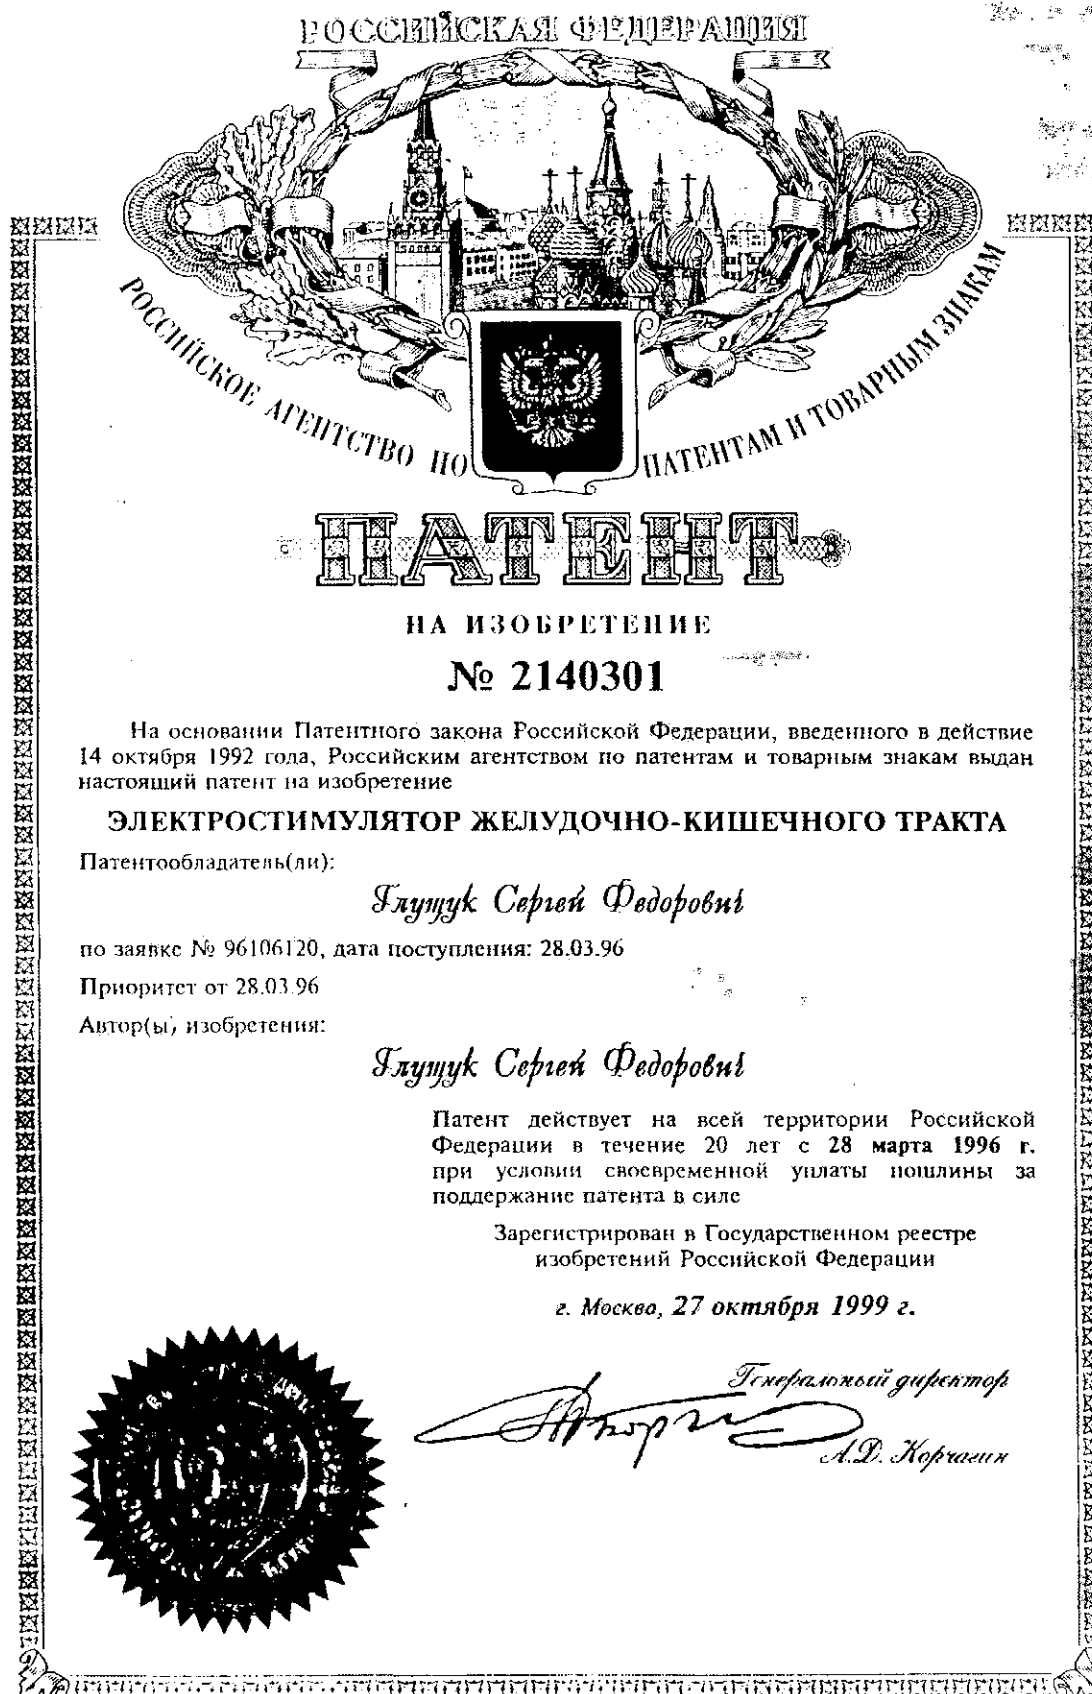 РОССИЙСКАЯ ФЕДЕРАЦИЯ
РОССИЙСКОЕ АГЕНТСТВО ПО ПАТЕНТАМ И ТОВАРНЫМ ЗНАКАМ
ПАТЕНТ
НА ИЗОБРЕТЕНИЕ
№ 2140301
На основании Патентного закона Российской Федерации, введенного в действие
14 октября 1992 года, Российским агентством по патентам и товарным знакам выдан
настоящий патент на изобретение
ЭЛЕКТРОСТИМУЛЯТОР ЖЕЛУДОЧНО-КИШЕЧНОГО ТРАКТА
Патентообладатель(ли):
Глущук Сергей Федорович
по заявке № 96106120, дата поступления: 28.03.96
Приоритет от 28.03.96
Автор(ы) изобретения:
Глущук Сергей Федорович
Патент действует на всей территории Российской
Федерации в течение 20 лет с 28 марта 1996 г.
при условии своевременной уплаты пошлины за
поддержание патента в силе
Зарегистрирован в Государственном реестре
изобретений Российской Федерации
г. Москва, 27 октября 1999 г.
Генеральный директор
А.Д. Корчагин